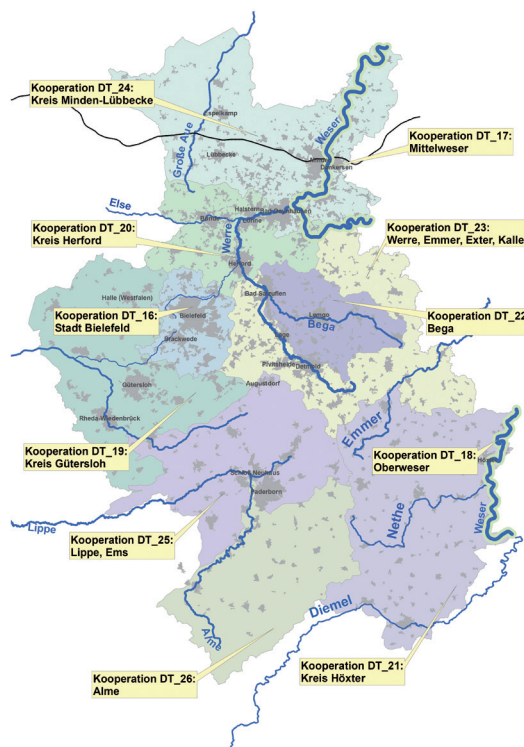 Kooperation DT_24:
Kreis Minden-Lübbecke
Espelkamp
Große Aue
Weser
Kooperation DT_17:
Mittelweser
Lübbecke
Else
Kooperation DT_20:
Kreis Herford
Werre
Herford
Kooperation DT_23:
Werre, Emmer, Exter, Kalle
Halle (Westfalen)
Kooperation DT_16:
Stadt Bielefeld
Bielefeld
Brackwede
Bad Salzuflen
Lemgo
Bega
Kooperation DT_22
Bega
Lage
Pivitsheide
Detmold
Augustdorf
Gütersloh
Rheda-Wiedenbrück
Emmer
Kooperation DT_19:
Kreis Gütersloh
Kooperation DT_18:
Oberweser
Schloß Neuhaus
Paderborn
Lippe
Nethe
Weser
Kooperation DT_25:
Lippe, Ems
Alme
Diemel
Kooperation DT_26:
Alme
Kooperation DT_21:
Kreis Höxter